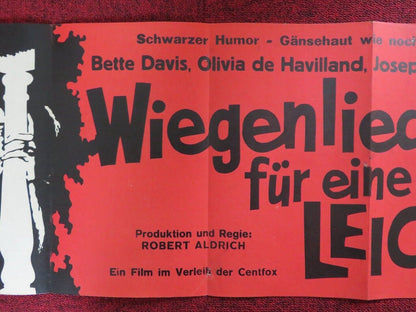 Schwarzer Humor - Gänsehaut wie noch
Bette Davis, Olivia de Havilland, Josep
Wiegenlied
für eine
LEIC
Produktion und Regie:
ROBERT ALDRICH
Ein Film im Verleih der Centfox